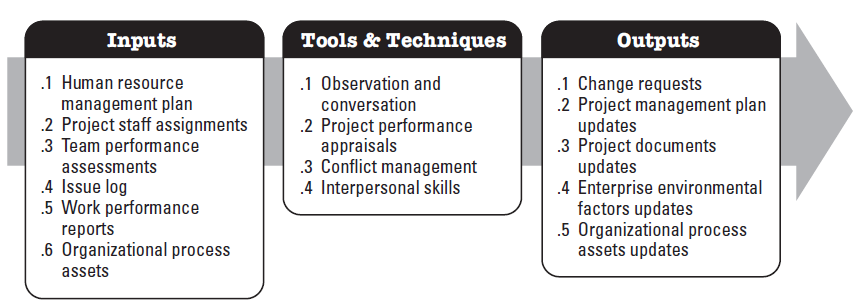 Inputs
.1 Human resource
management plan
.2 Project staff assignments
.3 Team performance
assessments
.4 Issue log
.5 Work performance
reports
.6 Organizational process
assets
Tools & Techniques
.1 Observation and
conversation
.2 Project performance
appraisals
.3 Conflict management
.4 Interpersonal skills
Outputs
.1 Change requests
.2 Project management plan
updates
.3 Project documents
updates
.4 Enterprise environmental
factors updates
.5 Organizational process
assets updates